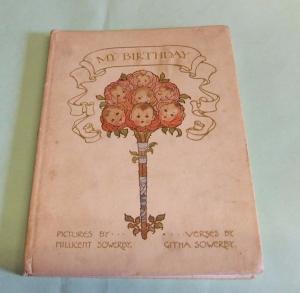 MY BIRTHDAY
PICTURES BY · · ·
MILLICENT SOWERBY.
· · · VERSES BY
GITHA SOWERBY.